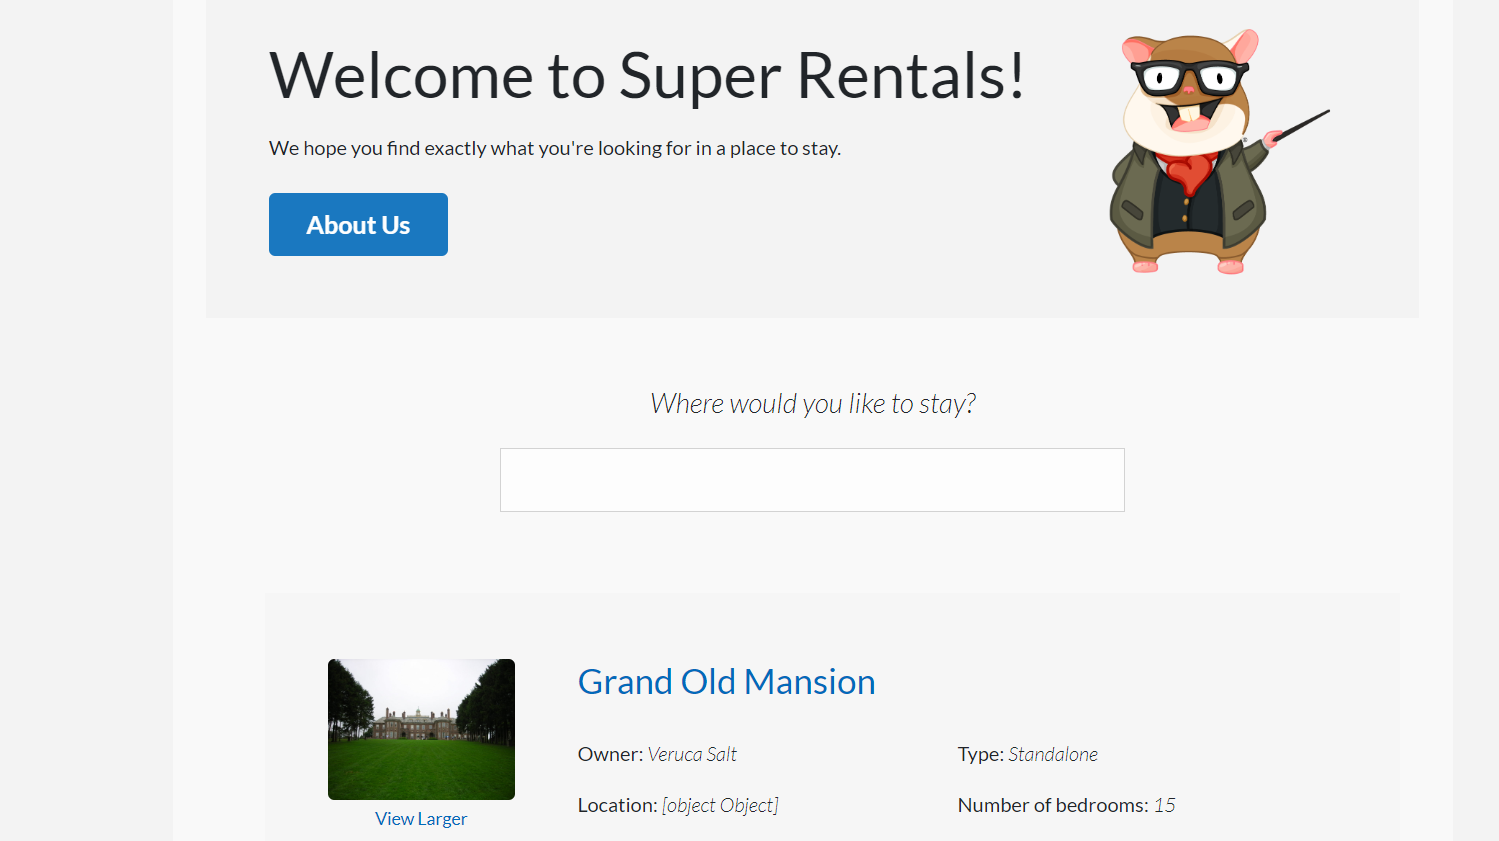 Welcome to Super Rentals!
We hope you find exactly what you're looking for in a place to stay.
About Us
Where would you like to stay?
Grand Old Mansion
Owner: Veruca Salt
Type: Standalone
Location: [object Object]
Number of bedrooms: 15
View Larger